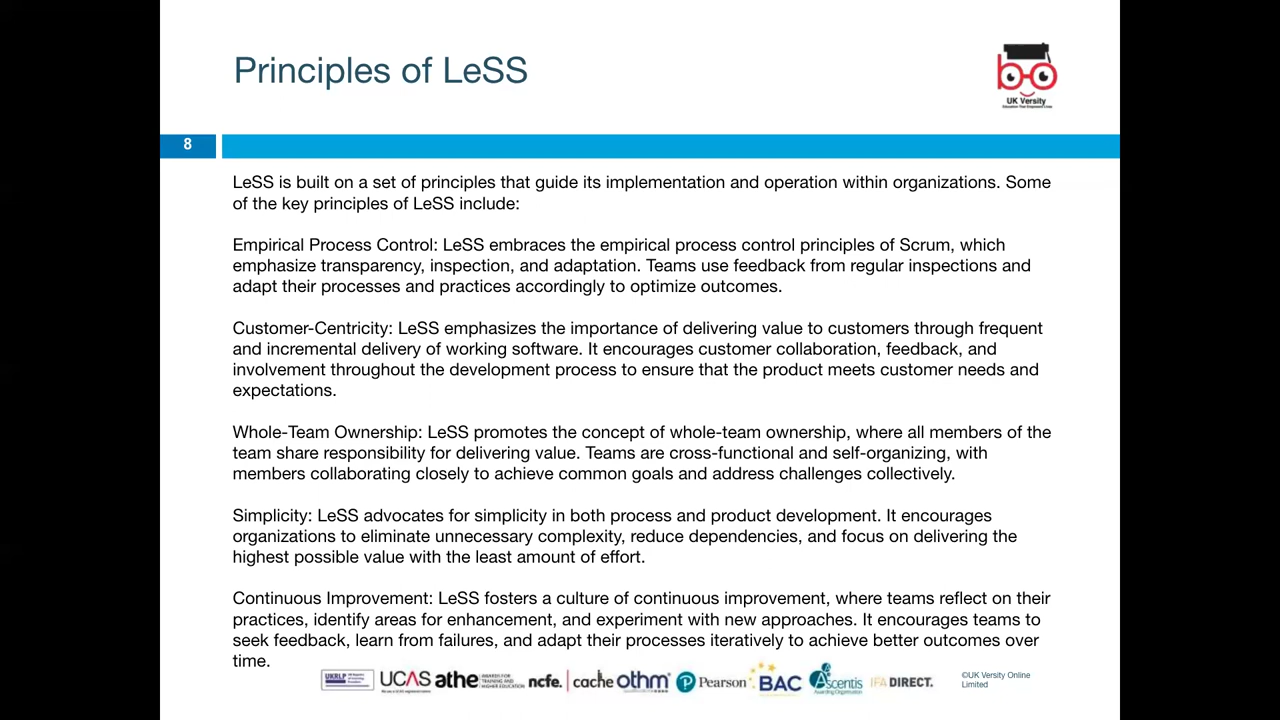 Principles of LeSS
UK Versity
8
LeSS is built on a set of principles that guide its implementation and operation within organizations. Some
of the key principles of LeSS include:
Empirical Process Control: LeSS embraces the empirical process control principles of Scrum, which
emphasize transparency, inspection, and adaptation. Teams use feedback from regular inspections and
adapt their processes and practices accordingly to optimize outcomes.
Customer-Centricity: LeSS emphasizes the importance of delivering value to customers through frequent
and incremental delivery of working software. It encourages customer collaboration, feedback, and
involvement throughout the development process to ensure that the product meets customer needs and
expectations.
Whole-Team Ownership: LeSS promotes the concept of whole-team ownership, where all members of the
team share responsibility for delivering value. Teams are cross-functional and self-organizing, with
members collaborating closely to achieve common goals and address challenges collectively.
Simplicity: LeSS advocates for simplicity in both process and product development. It encourages
organizations to eliminate unnecessary complexity, reduce dependencies, and focus on delivering the
highest possible value with the least amount of effort.
Continuous Improvement: LeSS fosters a culture of continuous improvement, where teams reflect on their
practices, identify areas for enhancement, and experiment with new approaches. It encourages teams to
seek feedback, learn from failures, and adapt their processes iteratively to achieve better outcomes over
time.
UKRLP UCAS athe ncfe. cache othm Pearson BAC Ascentis IFA DIRECT.
©UK Versity Online
Limited